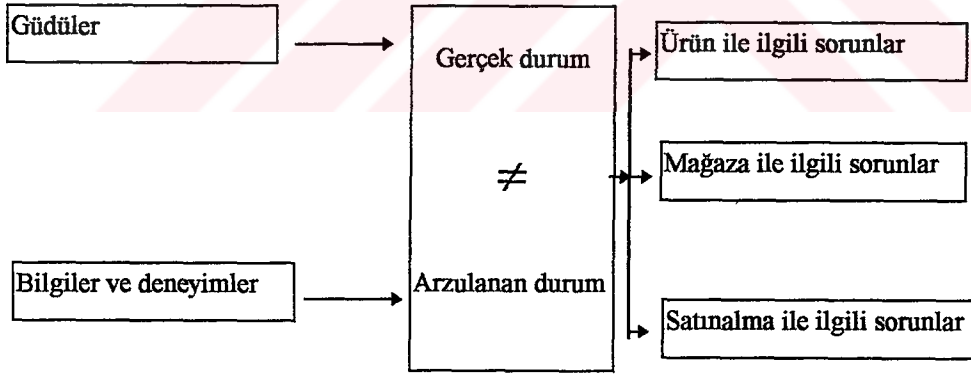 Güdüler
Bilgiler ve deneyimler
Gerçek durum
≠
Arzulanan durum
Ürün ile ilgili sorunlar
Mağaza ile ilgili sorunlar
Satınalma ile ilgili sorunlar